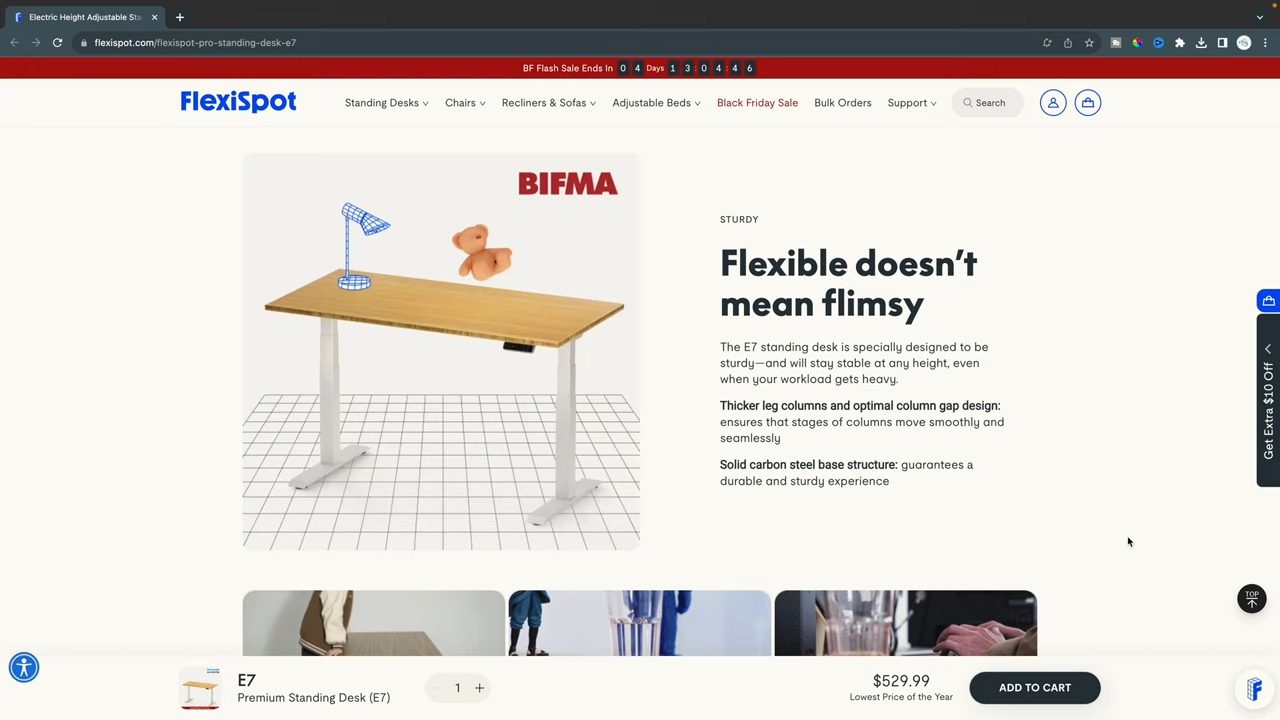 Electric Height Adjustable Sta
flexispot.com/flexispot-pro-standing-desk-e7
BF Flash Sale Ends In 0 4 Days 1 3 : 0 4 : 4 6
FlexiSpot
Standing Desks
Chairs
Recliners & Sofas
Adjustable Beds
Black Friday Sale
Bulk Orders
Support
Search
BIFMA
STURDY
Flexible doesn't
mean flimsy
The E7 standing desk is specially designed to be
sturdy—and will stay stable at any height, even
when your workload gets heavy.
Thicker leg columns and optimal column gap design:
ensures that stages of columns move smoothly and
seamlessly
Solid carbon steel base structure: guarantees a
durable and sturdy experience
Get Extra $10 Off
TOP
E7
Premium Standing Desk (E7)
1
$529.99
Lowest Price of the Year
ADD TO CART